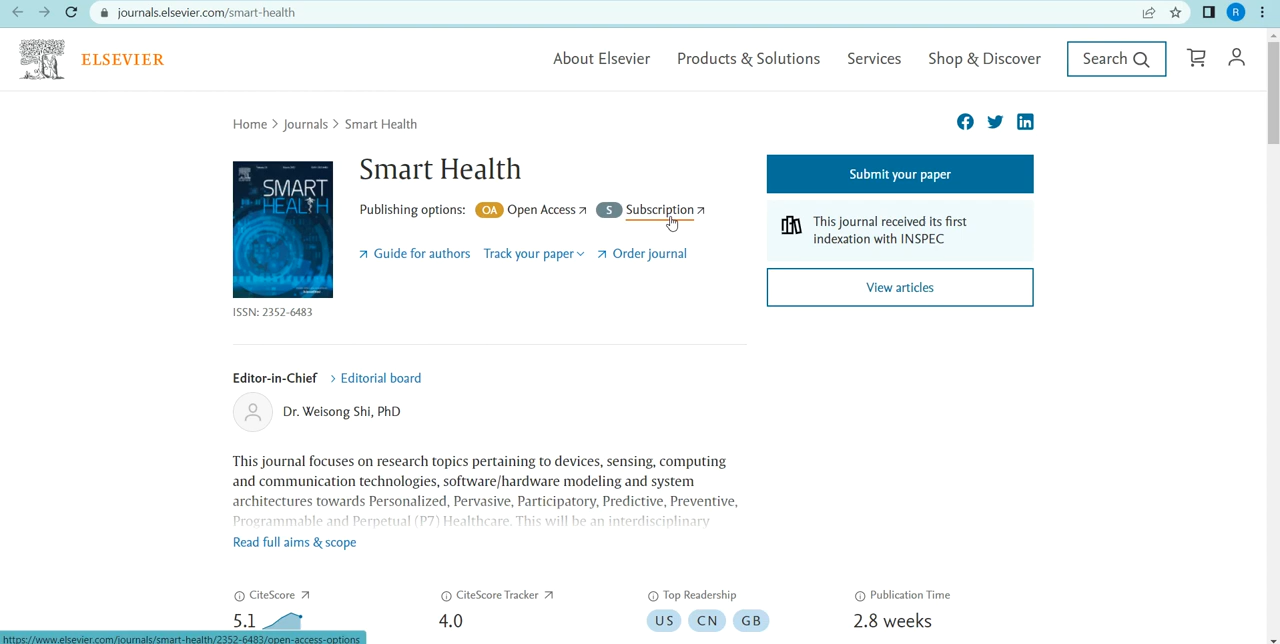 journals.elsevier.com/smart-health
R
ELSEVIER
About Elsevier Products & Solutions Services Shop & Discover Search
Home > Journals > Smart Health
SMART
HEALTH
ISSN: 2352-6483
Smart Health
Publishing options: OA Open Access S Subscription
Guide for authors Track your paper Order journal
Submit your paper
This journal received its first
indexation with INSPEC
View articles
Editor-in-Chief > Editorial board
Dr. Weisong Shi, PhD
This journal focuses on research topics pertaining to devices, sensing, computing
and communication technologies, software/hardware modeling and system
architectures towards Personalized, Pervasive, Participatory, Predictive, Preventive,
Programmable and Perpetual (P7) Healthcare. This will be an interdisciplinary
Read full aims & scope
CiteScore CiteScore Tracker Top Readership Publication Time
5.1 4.0 US CN GB 2.8 weeks
https://www.elsevier.com/journals/smart-health/2352-6483/open-access-options